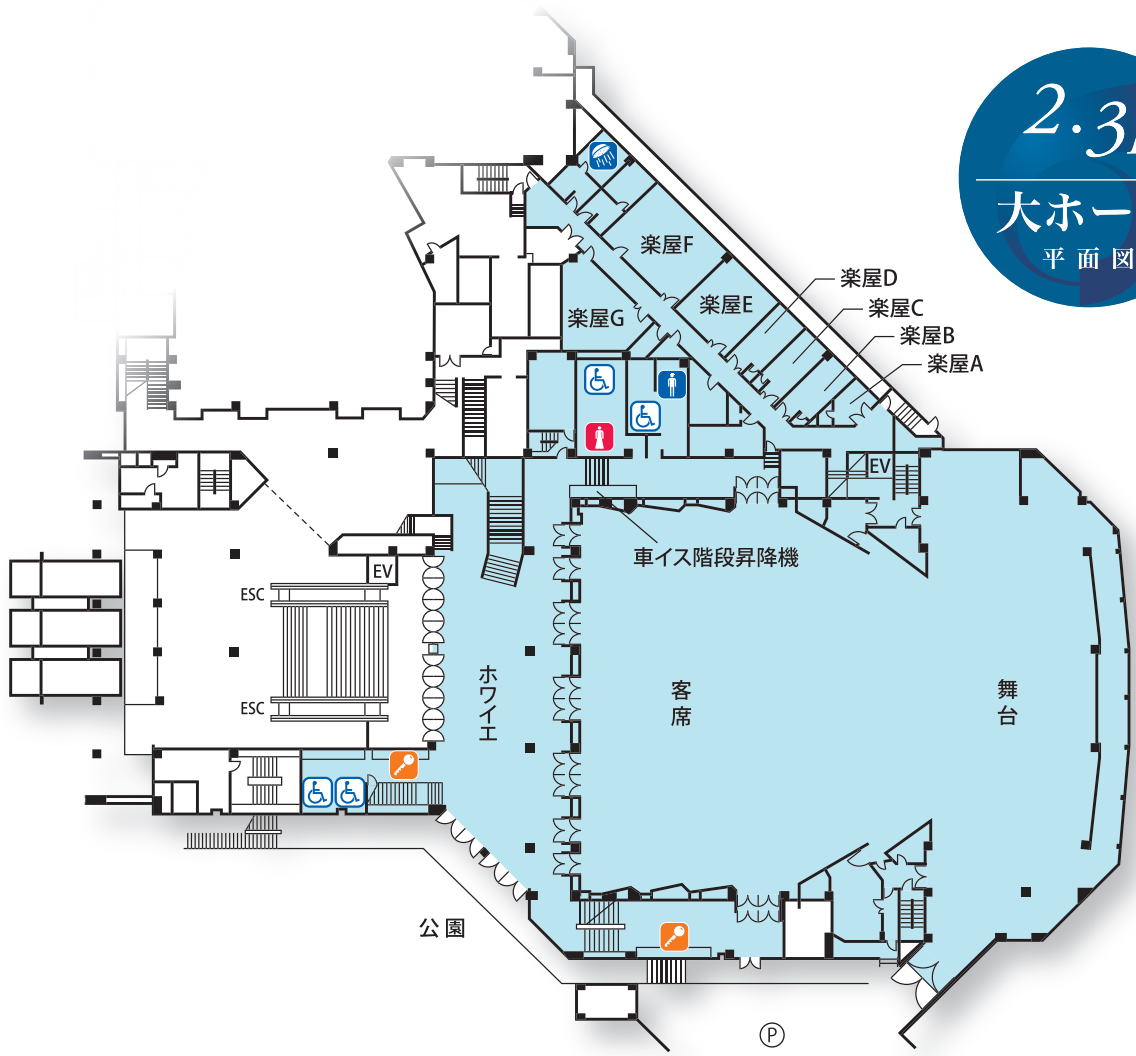 2.3
大ホー
平面図
楽屋F
楽屋D
楽屋E
楽屋C
楽屋G
楽屋B
楽屋A
EV
車イス階段昇降機
EV
ESC
ホワイエ
客席
舞台
ESC
公園
P